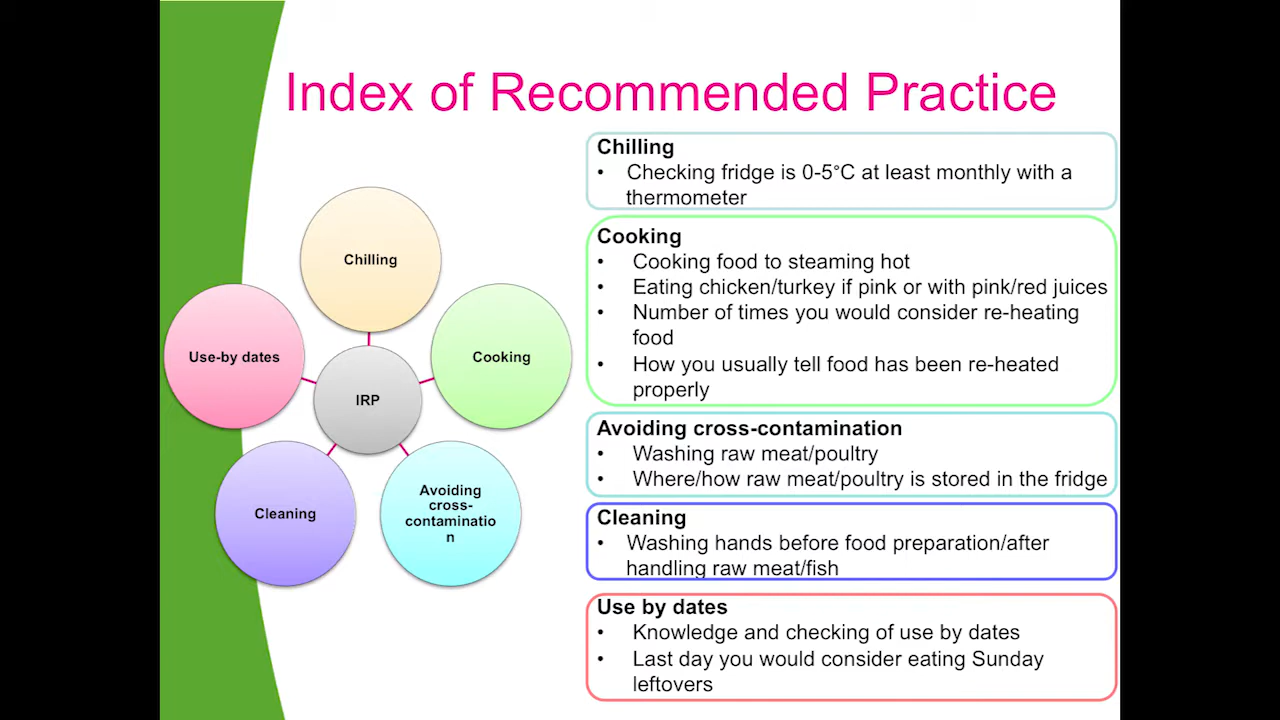 Index of Recommended Practice
Chilling
• Checking fridge is 0-5°C at least monthly with a
thermometer
Cooking
• Cooking food to steaming hot
• Eating chicken/turkey if pink or with pink/red juices
• Number of times you would consider re-heating
food
• How you usually tell food has been re-heated
properly
Avoiding cross-contamination
• Washing raw meat/poultry
• Where/how raw meat/poultry is stored in the fridge
Cleaning
• Washing hands before food preparation/after
handling raw meat/fish
Use by dates
• Knowledge and checking of use by dates
• Last day you would consider eating Sunday
leftovers
Chilling
Use-by dates
Cooking
IRP
Cleaning
Avoiding
cross-
contaminatio
n